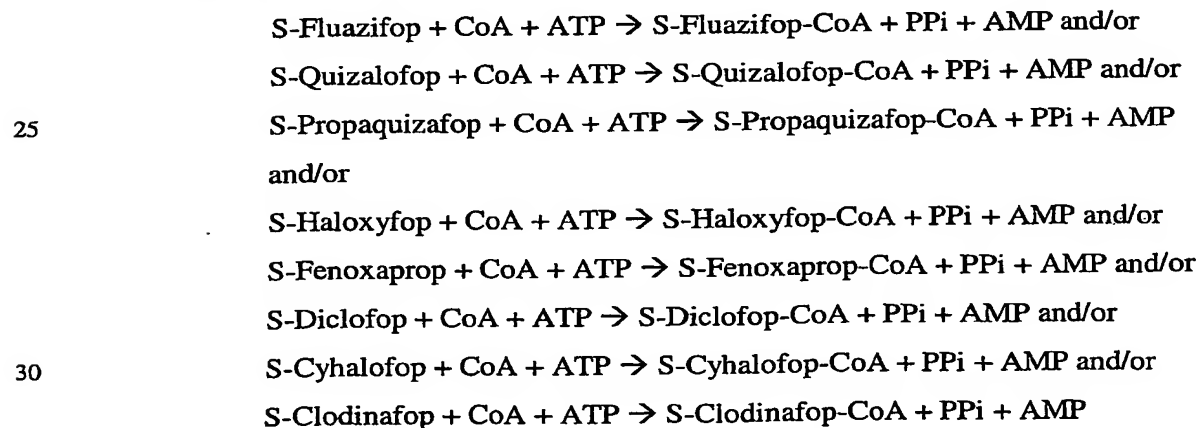 S-Fluazifop + CoA + ATP → S-Fluazifop-CoA + PPi + AMP and/or
S-Quizalofop + CoA + ATP → S-Quizalofop-CoA + PPi + AMP and/or
25 S-Propaquizafop + CoA + ATP → S-Propaquizafop-CoA + PPi + AMP
and/or
S-Haloxyfop + CoA + ATP → S-Haloxyfop-CoA + PPi + AMP and/or
S-Fenoxaprop + CoA + ATP → S-Fenoxaprop-CoA + PPi + AMP and/or
S-Diclofop + CoA + ATP → S-Diclofop-CoA + PPi + AMP and/or
30 S-Cyhalofop + CoA + ATP → S-Cyhalofop-CoA + PPi + AMP and/or
S-Clodinafop + CoA + ATP → S-Clodinafop-CoA + PPi + AMP